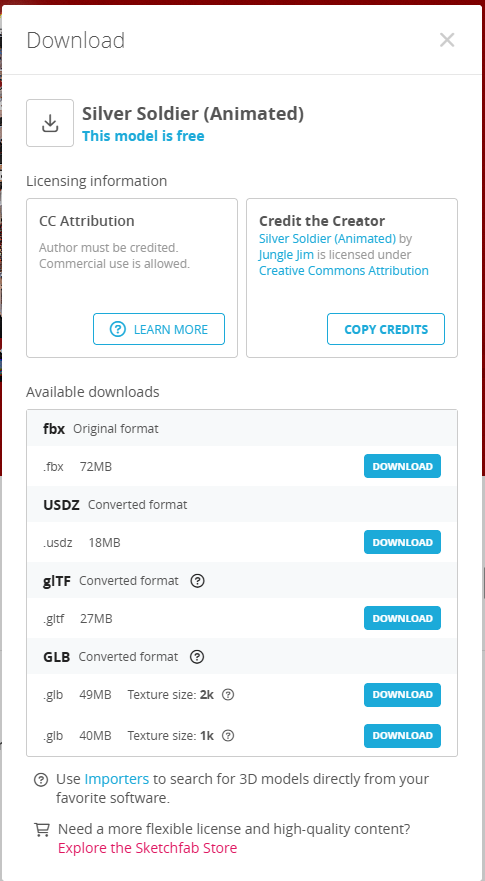 Download
Silver Soldier (Animated)
This model is free
Licensing information
CC Attribution
Author must be credited.
Commercial use is allowed.
LEARN MORE
Credit the Creator
Silver Soldier (Animated) by
Jungle Jim is licensed under
Creative Commons Attribution
COPY CREDITS
Available downloads
fbx Original format
.fbx 72MB DOWNLOAD
USDZ Converted format
.usdz 18MB DOWNLOAD
glTF Converted format
.gltf 27MB DOWNLOAD
GLB Converted format
.glb 49MB Texture size: 2k DOWNLOAD
.glb 40MB Texture size: 1k DOWNLOAD
Use Importers to search for 3D models directly from your
favorite software.
Need a more flexible license and high-quality content?
Explore the Sketchfab Store